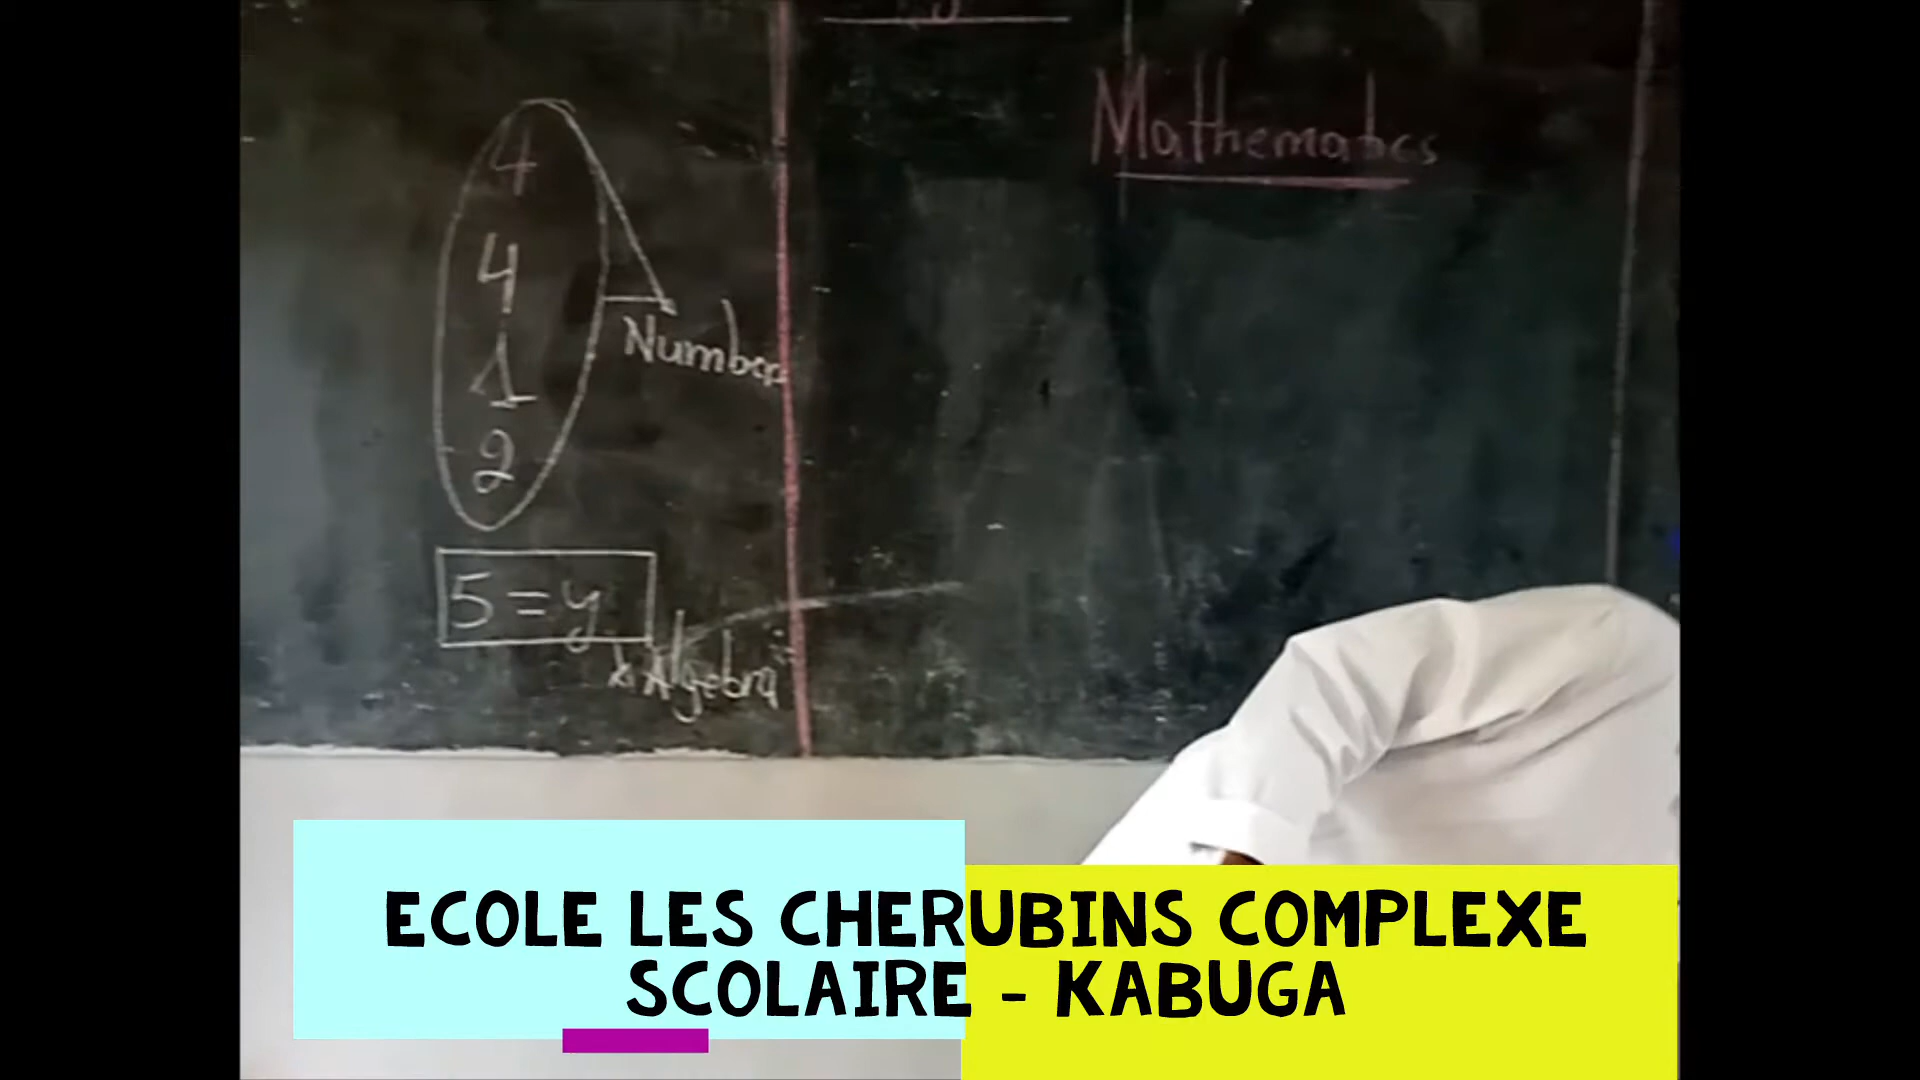 4
4
1
2
Number
5 = y
Algebra
Mathematics
ECOLE LES CHERUBINS COMPLEXE
SCOLAIRE - KABUGA